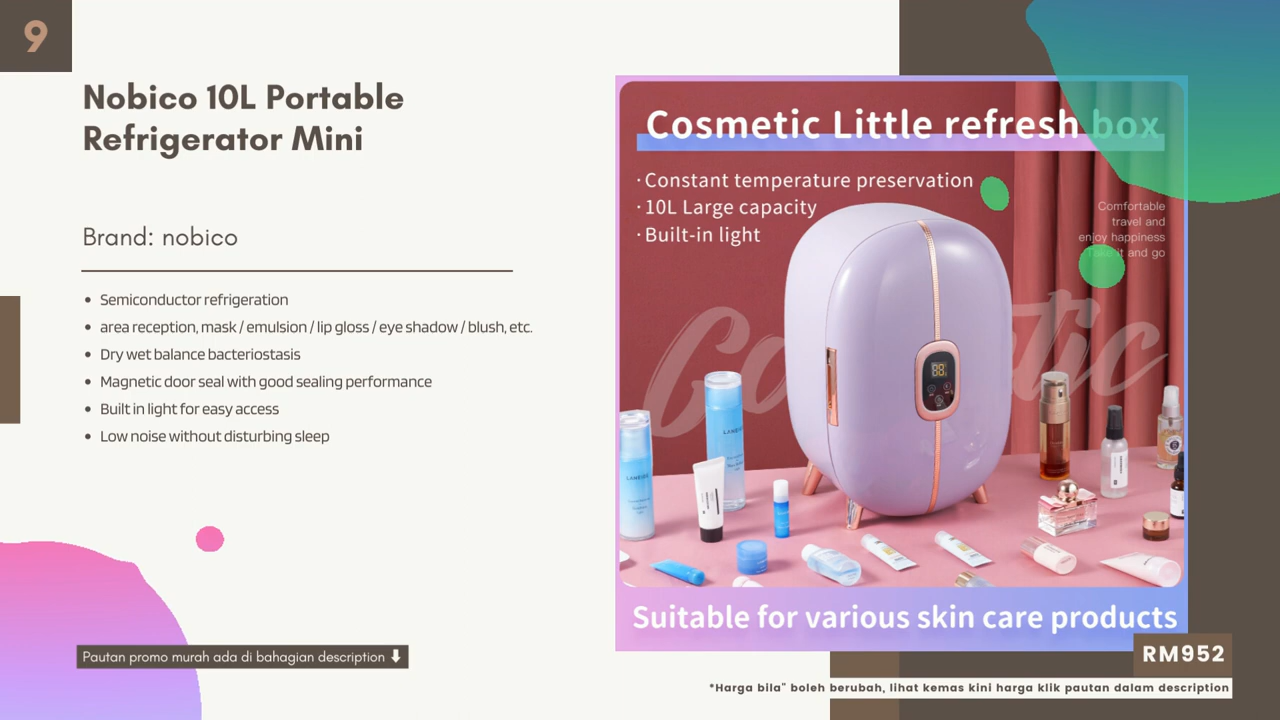 9
Nobico 10L Portable
Refrigerator Mini
Brand: nobico
• Semiconductor refrigeration
• area reception, mask / emulsion / lip gloss / eye shadow / blush, etc.
• Dry wet balance bacteriostasis
• Magnetic door seal with good sealing performance
• Built in light for easy access
• Low noise without disturbing sleep
Pautan promo murah ada di bahagian description
Cosmetic Little refresh box
· Constant temperature preservation
· 10L Large capacity
· Built-in light
Comfortable
travel and
enjoy happiness
Take it and go
88
LANEIGE
Suitable for various skin care products
RM952
*Harga bila" boleh berubah, lihat kemas kini harga klik pautan dalam description